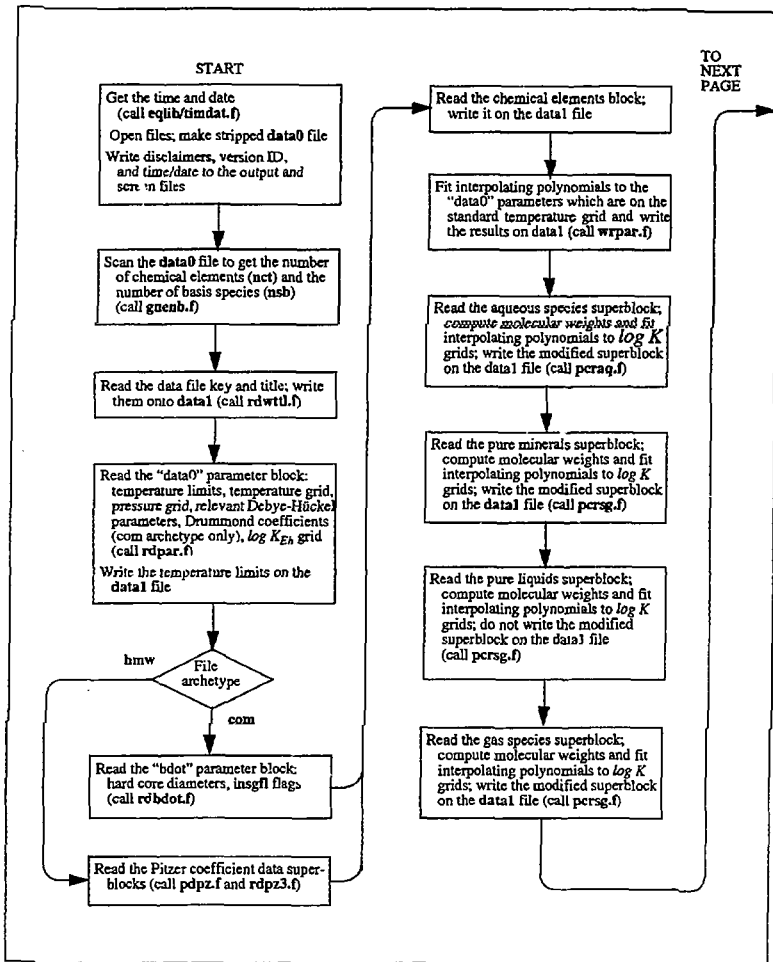 START
Get the time and date
(call eqlib/timdat.f)
Open files; make stripped data0 file
Write disclaimers, version ID,
and time/date to the output and
files
Scan the data0 file to get the number
of chemical elements (nct) and the
number of basis species (nsb)
(call gnenb.f)
Read the data file key and title; write
them onto data1 (call rdwttl.f)
Read the "data0" parameter block:
temperature limits, temperature grid,
pressure grid, relevant Debye-Hückel
parameters, Drummond coefficients
(com archetype only), log K_Eh grid
(call rdpar.f)
Write the temperature limits on the
data1 file
hmw
File
archetype
com
Read the "bdot" parameter block:
hard core diameters, insgfl flags
(call rdbdot.f)
Read the Pitzer coefficient data super-
blocks (call pdpz.f and rdpz3.f)
Read the chemical elements block;
write it on the data1 file
Fit interpolating polynomials to the
"data0" parameters which are on the
standard temperature grid and write
the results on data1 (call wrpar.f)
Read the aqueous species superblock;
compute molecular weights and fit
interpolating polynomials to log K
grids; write the modified superblock
on the data1 file (call pcraq.f)
Read the pure minerals superblock;
compute molecular weights and fit
interpolating polynomials to log K
grids; write the modified superblock
on the data1 file (call pcrsg.f)
Read the pure liquids superblock;
compute molecular weights and fit
interpolating polynomials to log K
grids; do not write the modified
superblock on the data1 file
(call pcrsg.f)
Read the gas species superblock;
compute molecular weights and fit
interpolating polynomials to log K
grids; write the modified superblock
on the data1 file (call pcrsg.f)
TO
NEXT
PAGE